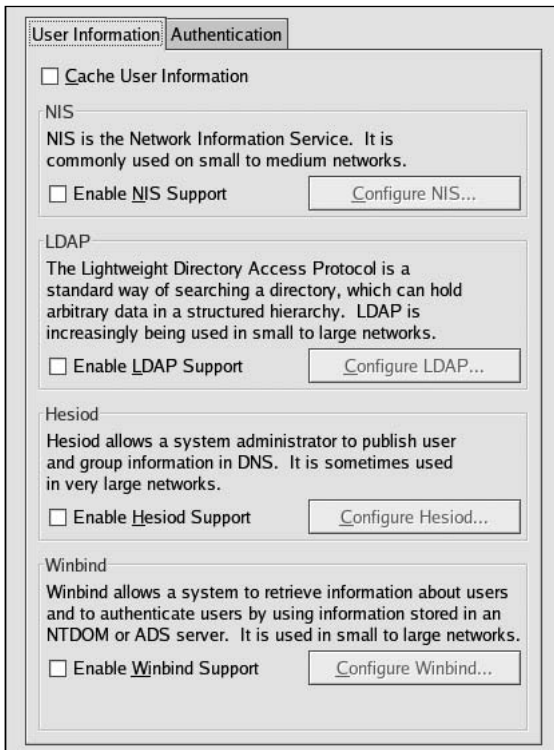 User Information Authentication
Cache User Information
NIS
NIS is the Network Information Service. It is
commonly used on small to medium networks.
Enable NIS Support Configure NIS...
LDAP
The Lightweight Directory Access Protocol is a
standard way of searching a directory, which can hold
arbitrary data in a structured hierarchy. LDAP is
increasingly being used in small to large networks.
Enable LDAP Support Configure LDAP...
Hesiod
Hesiod allows a system administrator to publish user
and group information in DNS. It is sometimes used
in very large networks.
Enable Hesiod Support Configure Hesiod...
Winbind
Winbind allows a system to retrieve information about users
and to authenticate users by using information stored in an
NTDOM or ADS server. It is used in small to large networks.
Enable Winbind Support Configure Winbind...